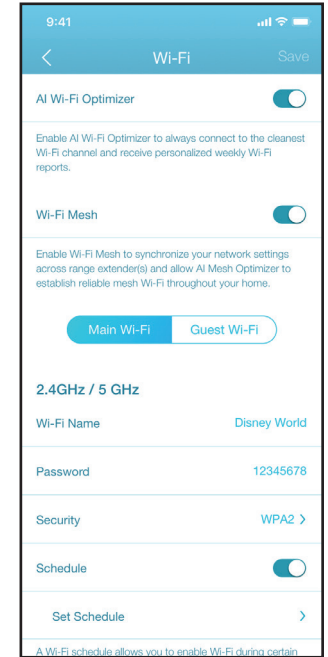 9:41
Wi-Fi Save
AI Wi-Fi Optimizer
Enable AI Wi-Fi Optimizer to always connect to the cleanest
Wi-Fi channel and receive personalized weekly Wi-Fi
reports.
Wi-Fi Mesh
Enable Wi-Fi Mesh to synchronize your network settings
across range extender(s) and allow AI Mesh Optimizer to
establish reliable mesh Wi-Fi throughout your home.
Main Wi-Fi Guest Wi-Fi
2.4GHz / 5 GHz
Wi-Fi Name Disney World
Password 12345678
Security WPA2 >
Schedule
Set Schedule >
A Wi-Fi schedule allows you to enable Wi-Fi during certain